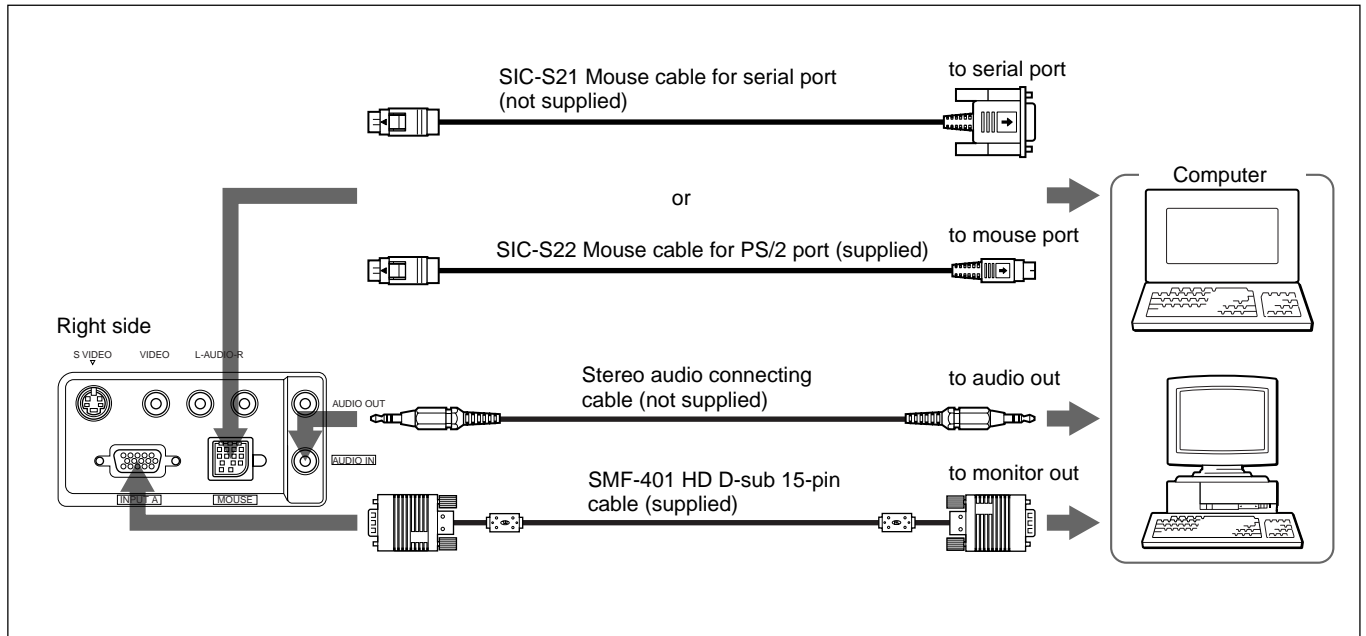 SIC-S21 Mouse cable for serial port
(not supplied)
to serial port
or
Computer
SIC-S22 Mouse cable for PS/2 port (supplied)
to mouse port
Right side
S VIDEO
VIDEO
L-AUDIO-R
AUDIO OUT
AUDIO IN
INPUT A
MOUSE
Stereo audio connecting
cable (not supplied)
to audio out
SMF-401 HD D-sub 15-pin
cable (supplied)
to monitor out